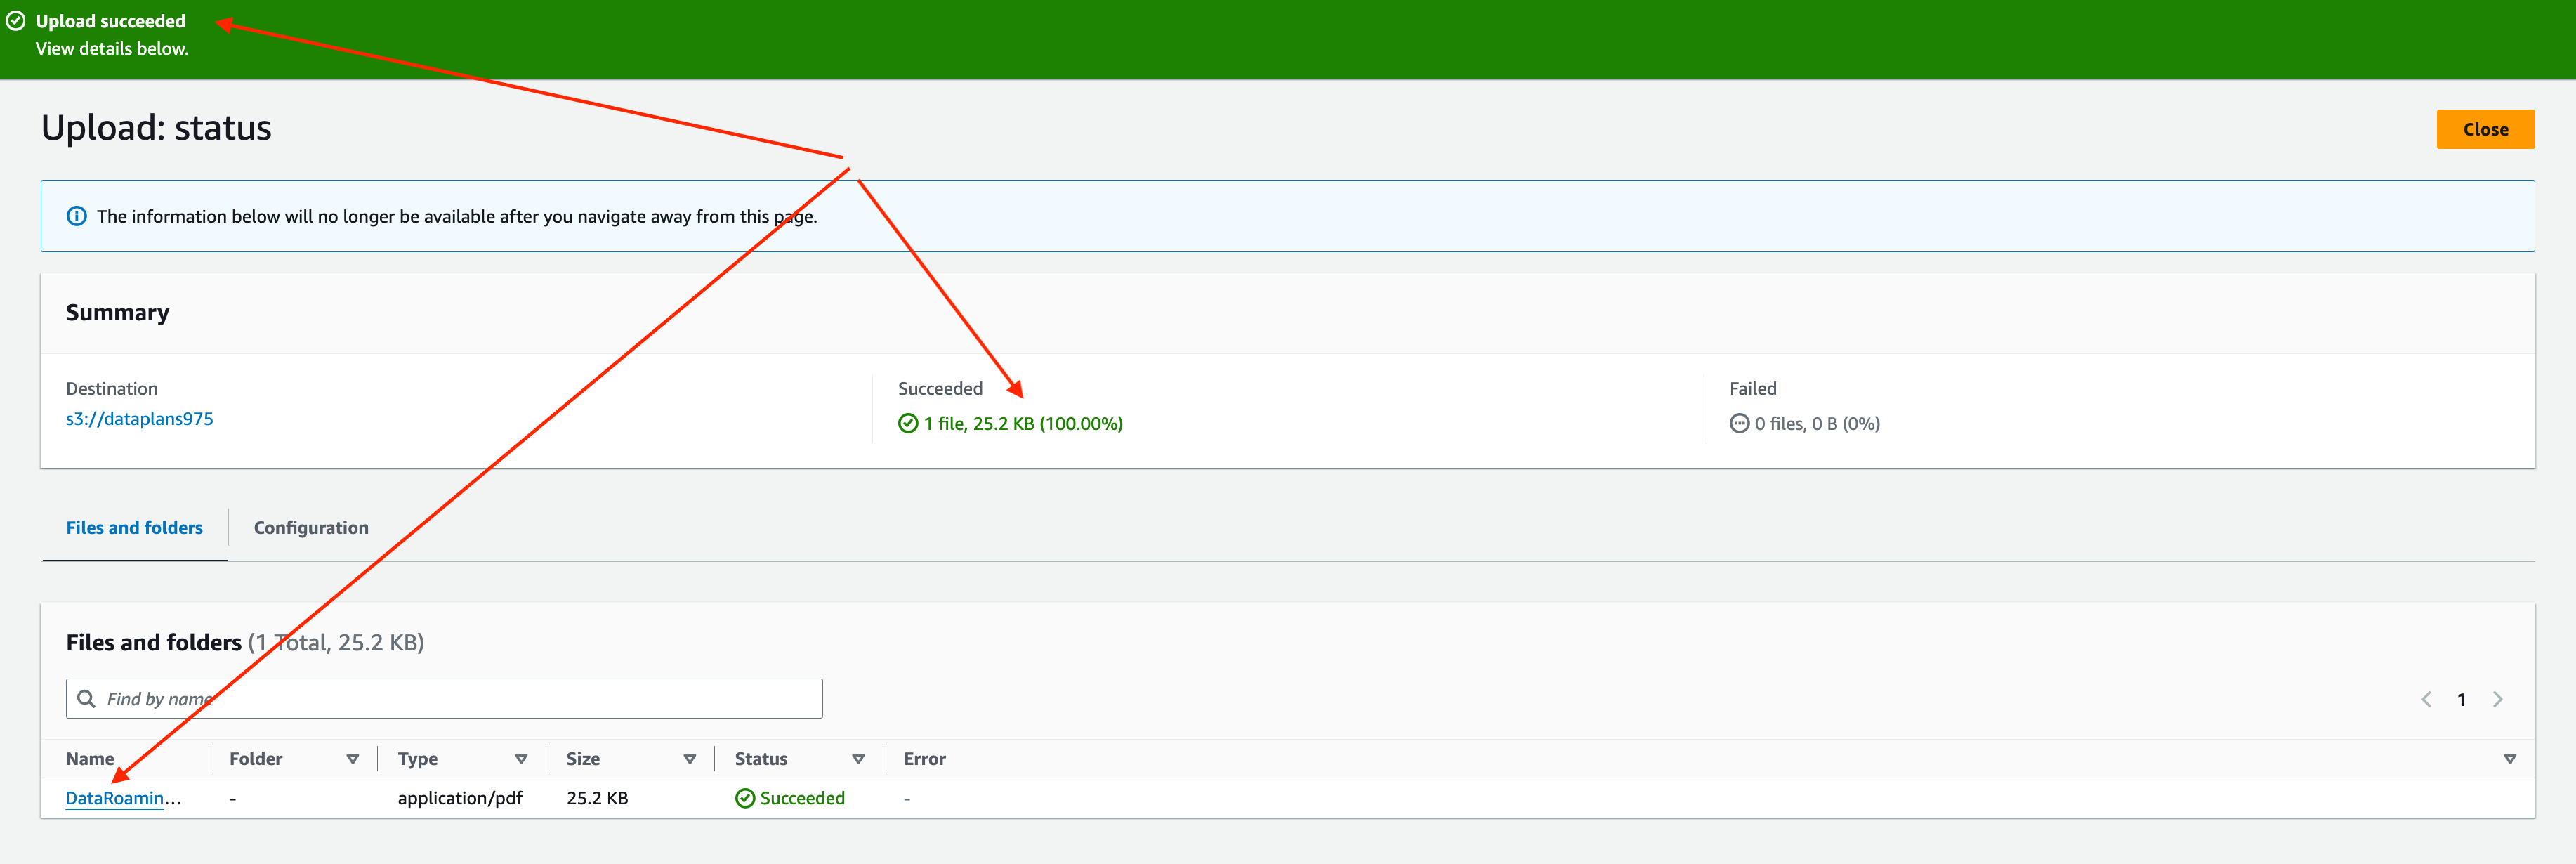 Upload succeeded
View details below.
Upload: status
Close
The information below will no longer be available after you navigate away from this page.
Summary
Destination
s3://dataplans975
Succeeded
1 file, 25.2 KB (100.00%)
Failed
0 files, 0 B (0%)
Files and folders
Configuration
Files and folders (1 Total, 25.2 KB)
Find by name
1
Name Folder Type Size Status Error
DataRoamin... - application/pdf 25.2 KB Succeeded -